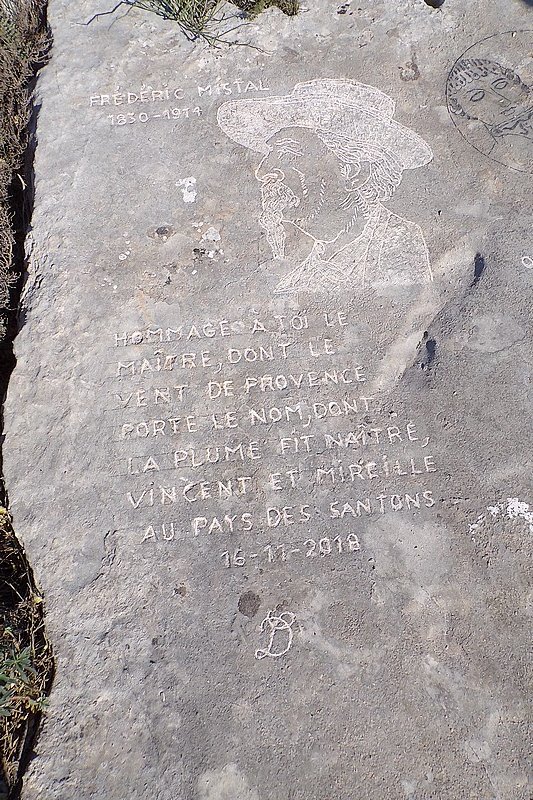 FRÉDÉRIC MISTAL
1830-1914
HOMMAGE À TOI LE
MAÎTRE, DONT LE
VENT DE PROVENCE
PORTE LE NOM, DONT
LA PLUME FIT NAÎTRE,
VINCENT ET MIREILLE
AU PAYS DES SANTONS
16-11-2018